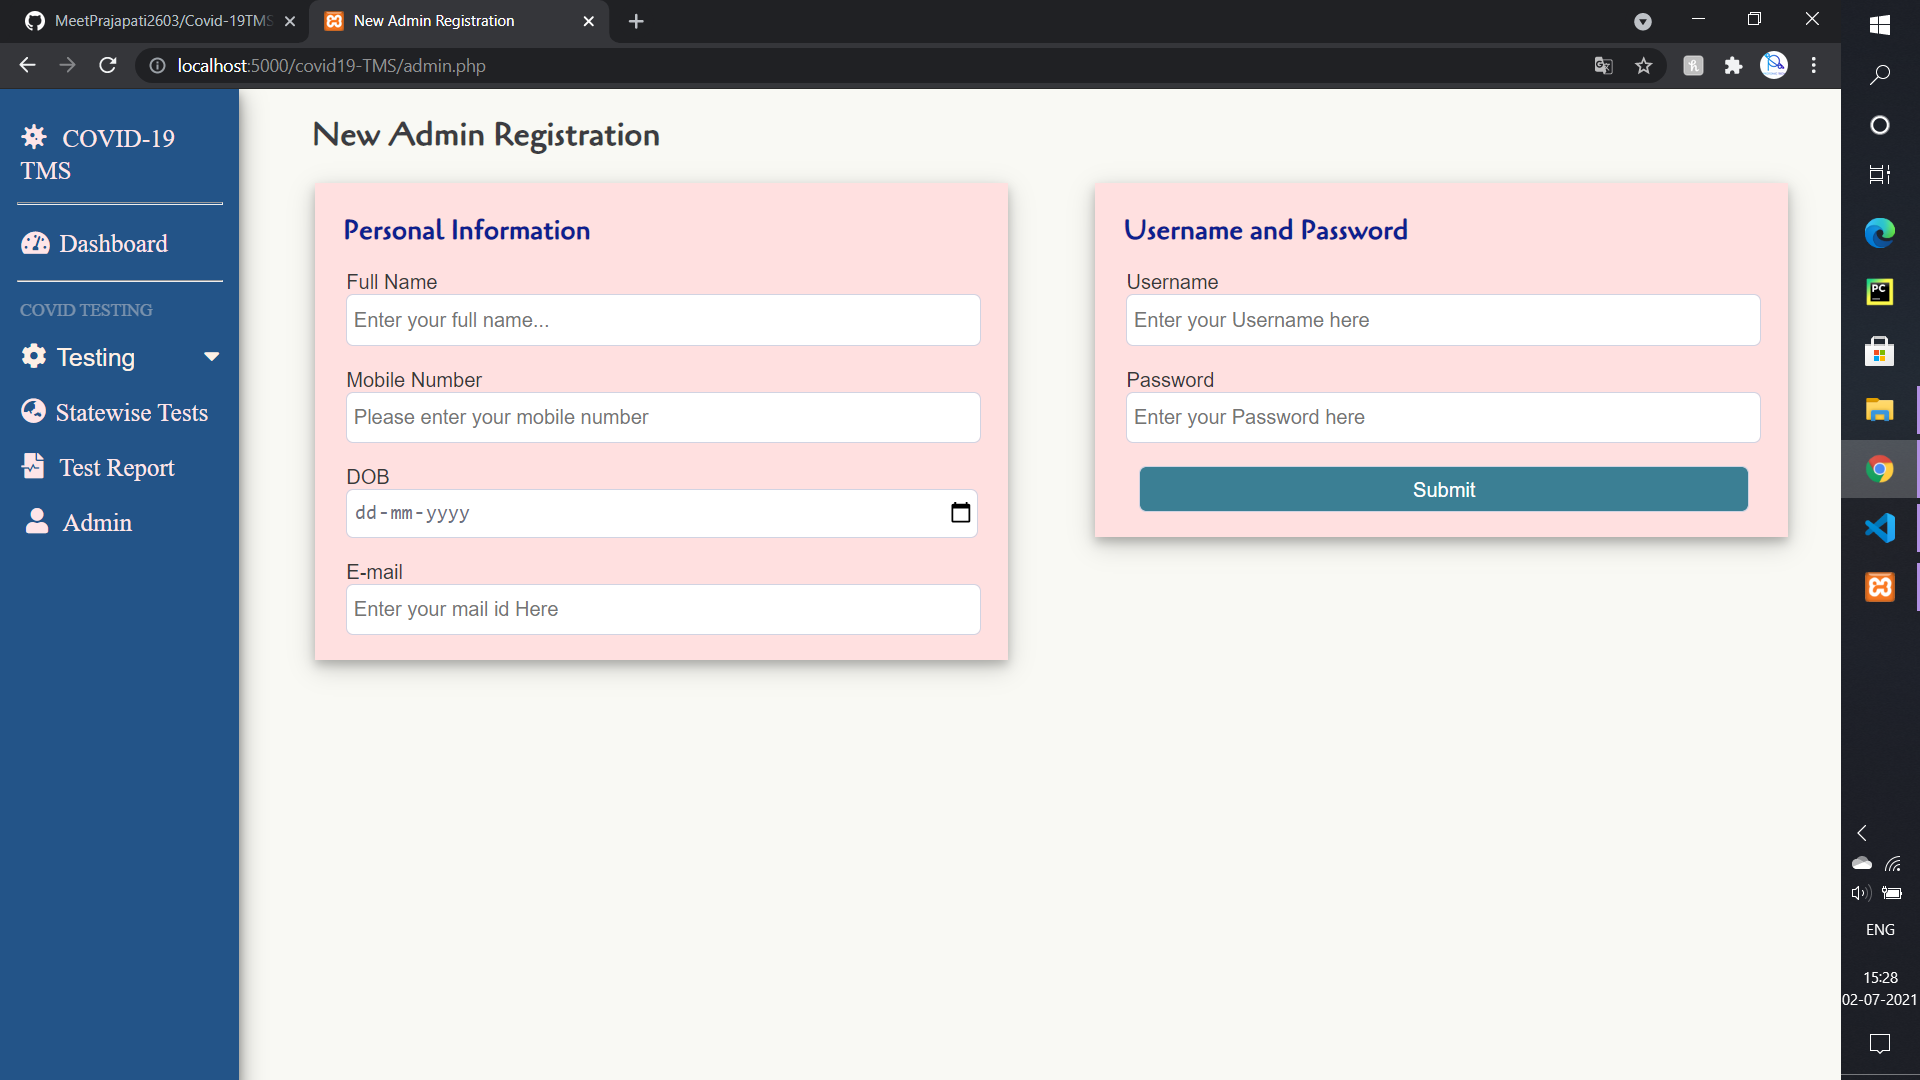 MeetPrajapati2603/Covid-19TMS
New Admin Registration
localhost:5000/covid19-TMS/admin.php
COVID-19
TMS
Dashboard
COVID TESTING
Testing
Statewise Tests
Test Report
Admin
New Admin Registration
Personal Information
Full Name
Enter your full name...
Mobile Number
Please enter your mobile number
DOB
dd-mm-yyyy
E-mail
Enter your mail id Here
Username and Password
Username
Enter your Username here
Password
Enter your Password here
Submit
PC
ENG
15:28
02-07-2021